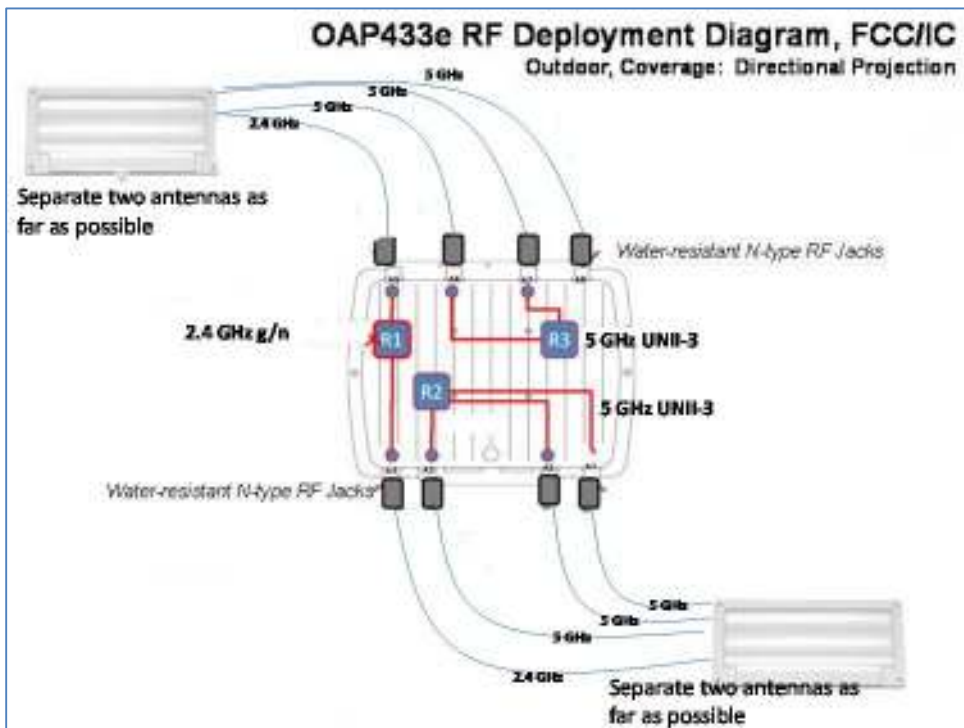 OAP433e RF Deployment Diagram, FCC/IC
Outdoor, Coverage: Directional Projection
5 GHz
5 GHz
5 GHz
2.4 GHz
Separate two antennas as
far as possible
Water-resistant N-type RF Jacks
2.4 GHz g/n
R1
R3
5 GHz UNII-3
R2
5 GHz UNII-3
Water-resistant N-type RF Jacks
5 GHz
5 GHz
5 GHz
2.4 GHz
Separate two antennas as
far as possible